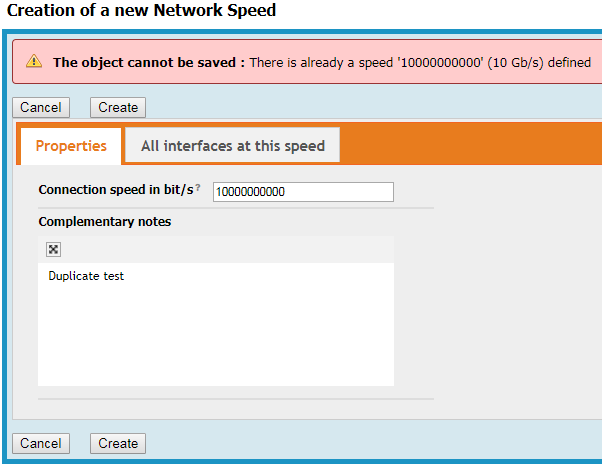 Creation of a new Network Speed
The object cannot be saved : There is already a speed '10000000000' (10 Gb/s) defined
Cancel Create
Properties All interfaces at this speed
Connection speed in bit/s? 10000000000
Complementary notes
Duplicate test
Cancel Create